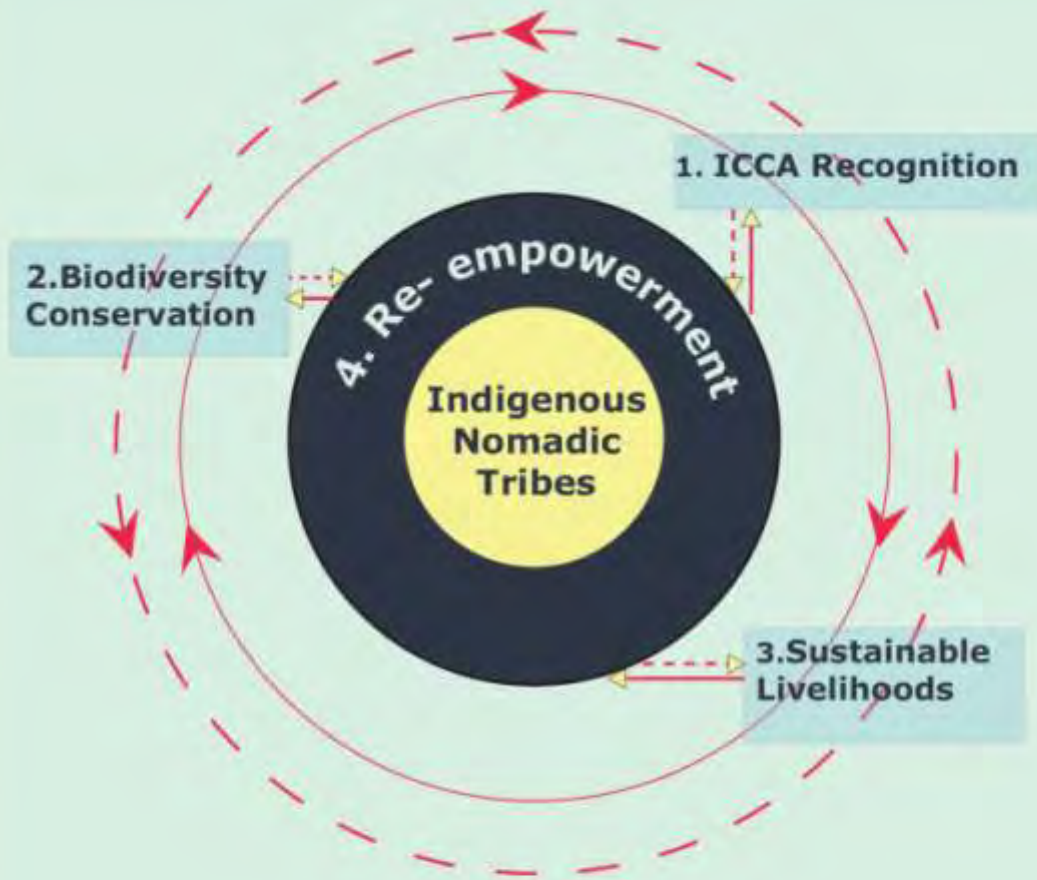 1. ICCA Recognition
2.Biodiversity
Conservation
4. Re- empowerment
Indigenous
Nomadic
Tribes
3.Sustainable
Livelihoods